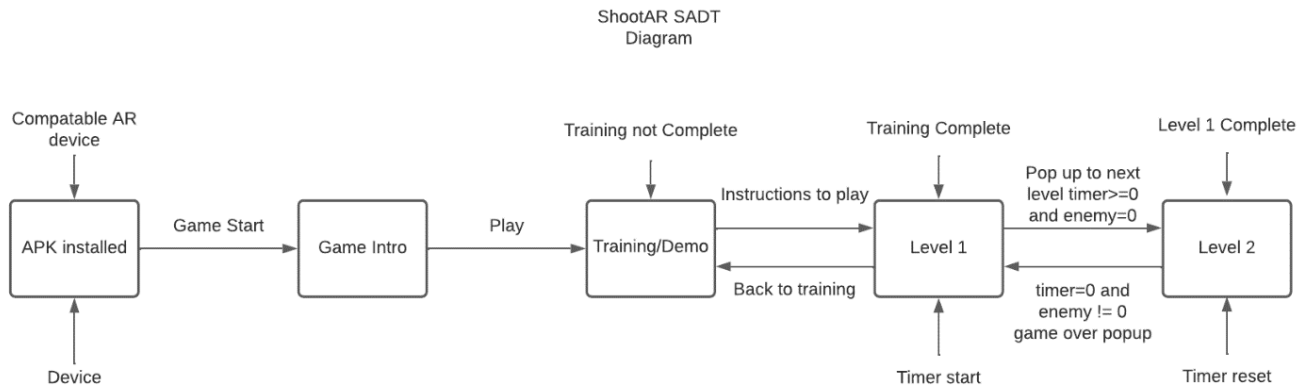 ShootAR SADT
Diagram
Compatable AR
device
Training not Complete
Training Complete
Level 1 Complete
APK installed
Game Start
Game Intro
Play
Training/Demo
Instructions to play
Back to training
Level 1
Pop up to next
level timer>=0
and enemy=0
timer=0 and
enemy != 0
game over popup
Level 2
Device
Timer start
Timer reset